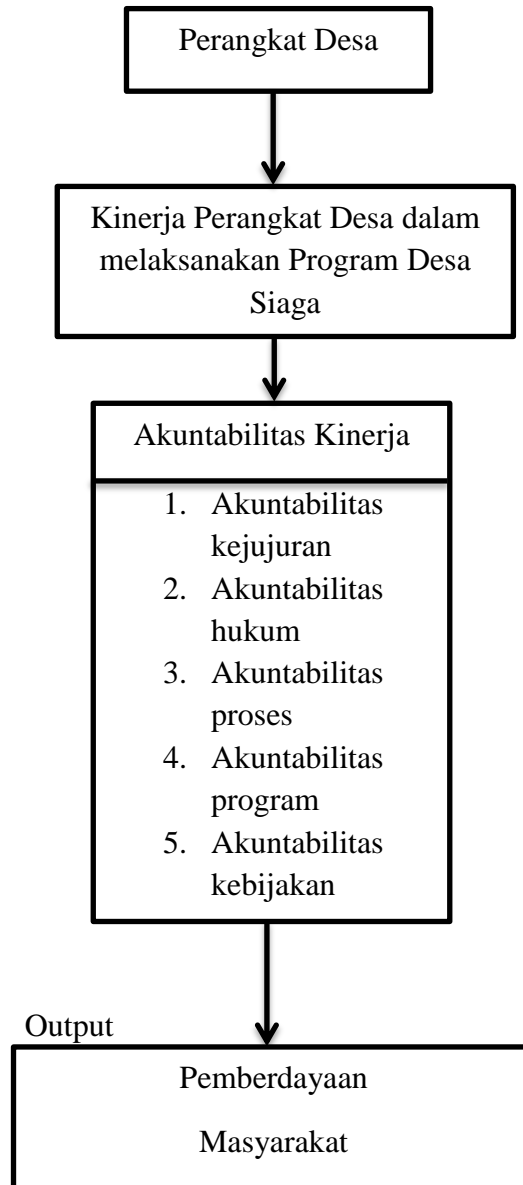 Perangkat Desa
Kinerja Perangkat Desa dalam
melaksanakan Program Desa
Siaga
Akuntabilitas Kinerja
1. Akuntabilitas
kejujuran
2. Akuntabilitas
hukum
3. Akuntabilitas
proses
4. Akuntabilitas
program
5. Akuntabilitas
kebijakan
Output
Pemberdayaan
Masyarakat